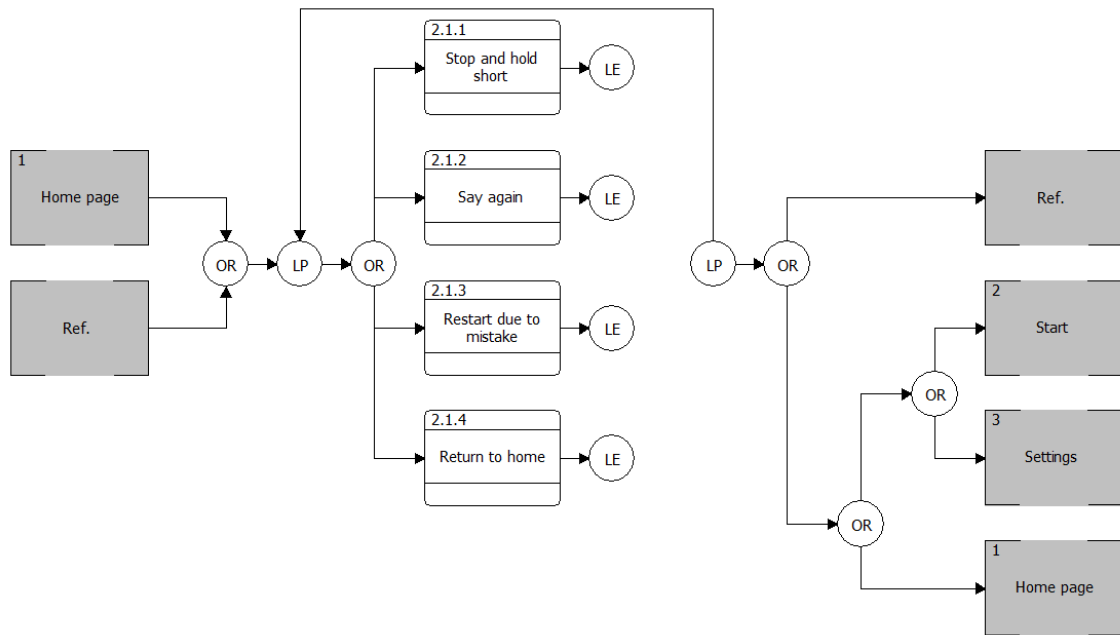 2.1.1
Stop and hold
short
LE
1
Home page
2.1.2
Say again
LE
Ref.
OR
LP
OR
LP
OR
Ref.
2.1.3
Restart due to
mistake
LE
2
Start
OR
2.1.4
Return to home
LE
3
Settings
OR
1
Home page